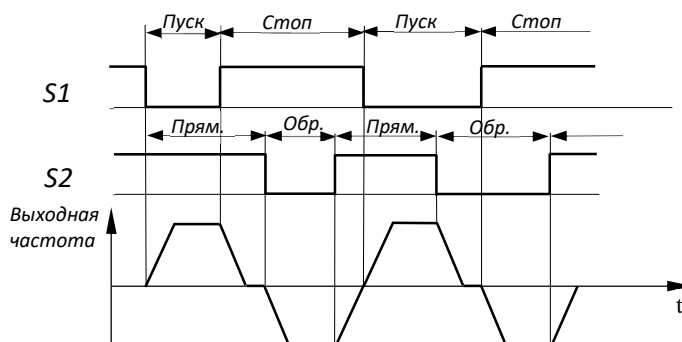 Пуск Стоп Пуск Стоп
S1
Прям. Обр. Прям. Обр.
S2
Выходная
частота
t